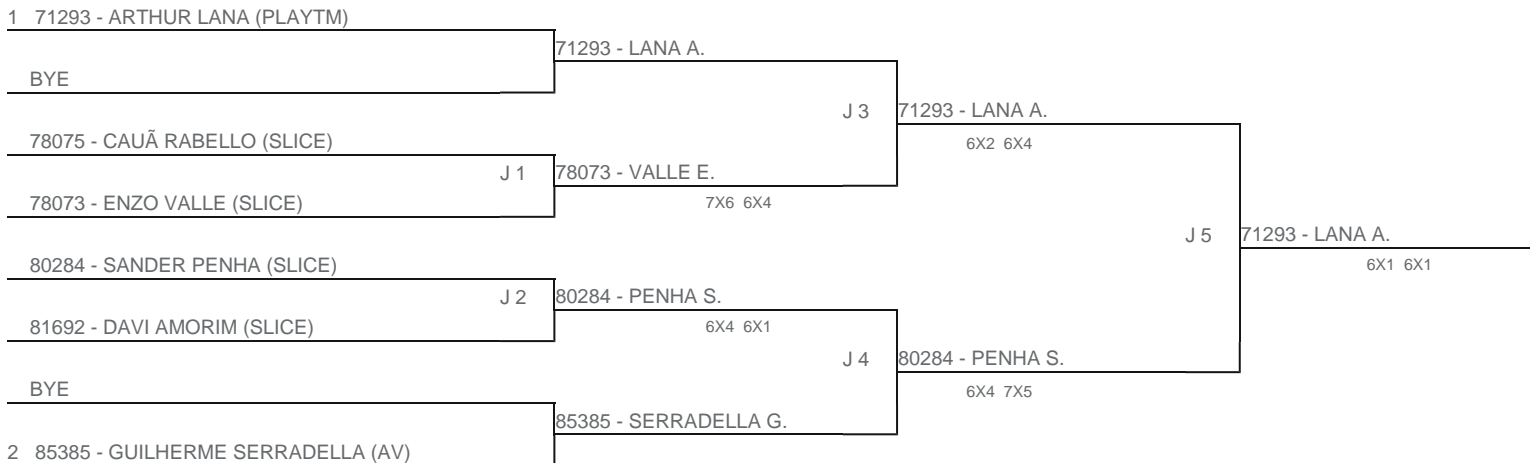 1 71293 - ARTHUR LANA (PLAYTM)
71293 - LANA A.
BYE
J 3
71293 - LANA A.
78075 - CAUÃ RABELLO (SLICE)
6X2 6X4
J 1
78073 - VALLE E.
78073 - ENZO VALLE (SLICE)
7X6 6X4
J 5
71293 - LANA A.
80284 - SANDER PENHA (SLICE)
6X1 6X1
J 2
80284 - PENHA S.
81692 - DAVI AMORIM (SLICE)
6X4 6X1
J 4
80284 - PENHA S.
BYE
6X4 7X5
85385 - SERRADELLA G.
2 85385 - GUILHERME SERRADELLA (AV)